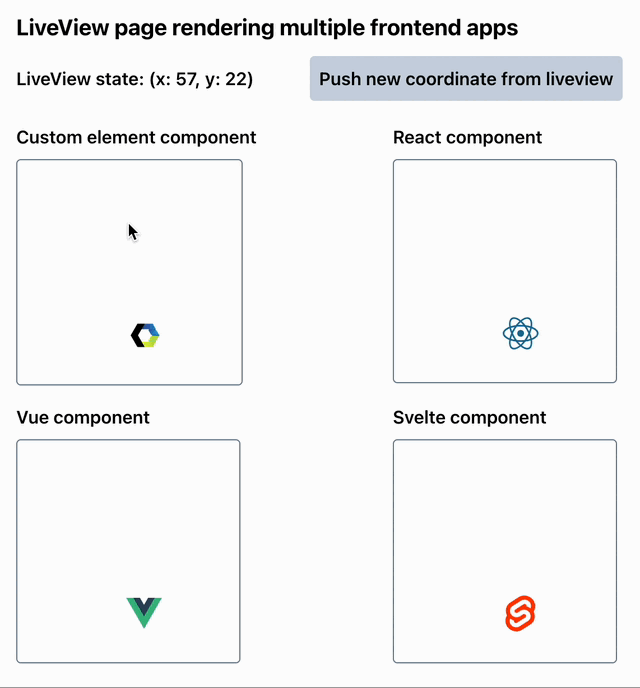 LiveView page rendering multiple frontend apps
LiveView state: (x: 57, y: 22)
Push new coordinate from liveview
Custom element component
React component
Vue component
Svelte component